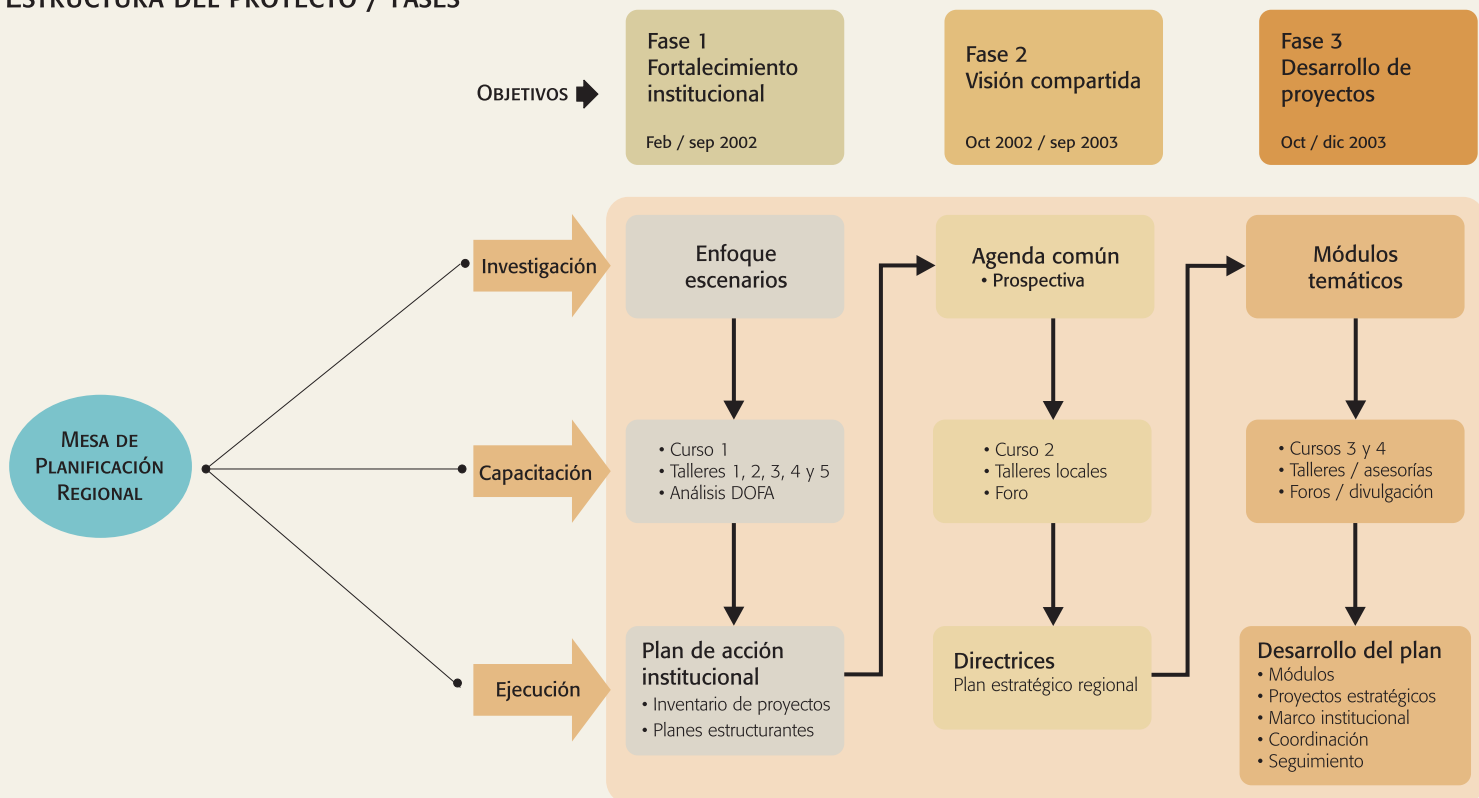 ESTRUCTURA DEL PROYECTO / FASES
OBJETIVOS
Fase 1
Fortalecimiento
institucional
Feb / sep 2002
Fase 2
Visión compartida
Oct 2002 / sep 2003
Fase 3
Desarrollo de
proyectos
Oct / dic 2003
MESA DE
PLANIFICACIÓN
REGIONAL
Investigación
Enfoque
escenarios
Agenda común
• Prospectiva
Módulos
temáticos
Capacitación
• Curso 1
• Talleres 1, 2, 3, 4 y 5
• Análisis DOFA
• Curso 2
• Talleres locales
• Foro
• Cursos 3 y 4
• Talleres / asesorías
• Foros / divulgación
Ejecución
Plan de acción
institucional
• Inventario de proyectos
• Planes estructurantes
Directrices
Plan estratégico regional
Desarrollo del plan
• Módulos
• Proyectos estratégicos
• Marco institucional
• Coordinación
• Seguimiento